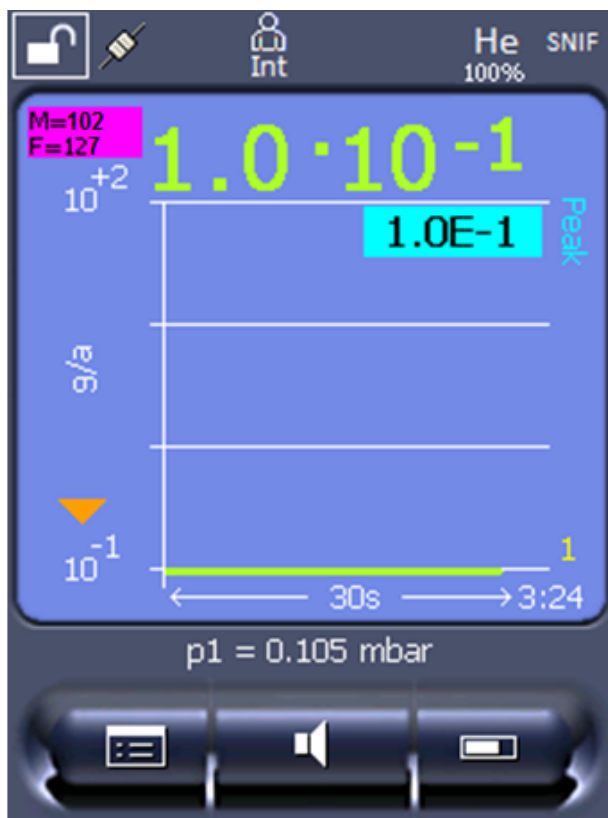 Int
He
100%
SNIF
M=102
F=127
1.0·10⁻¹
10⁺²
1.0E-1
Peak
g/a
10⁻¹
1
30s
3:24
p1 = 0.105 mbar